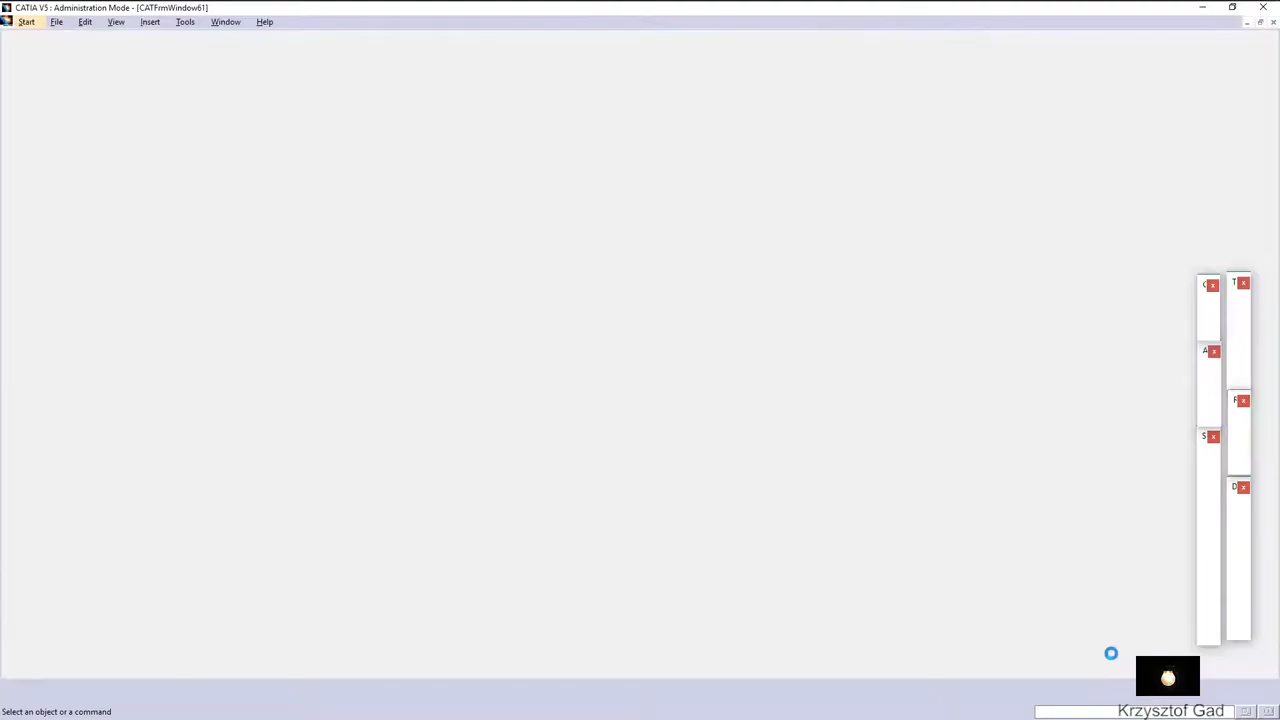 CATIA V5 : Administration Mode - [CATFrmWindow61]
Start File Edit View Insert Tools Window Help
T
A
S
D
Select an object or a command
Krzysztof Gad